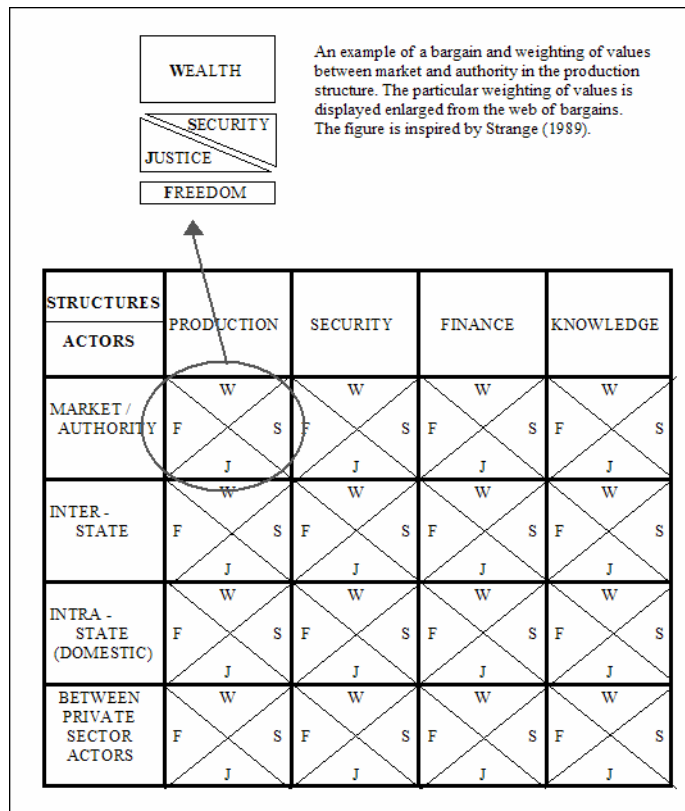 WEALTH
SECURITY
JUSTICE
FREEDOM
An example of a bargain and weighting of values
between market and authority in the production
structure. The particular weighting of values is
displayed enlarged from the web of bargains.
The figure is inspired by Strange (1989).
STRUCTURES
ACTORS
PRODUCTION SECURITY FINANCE KNOWLEDGE
W W W W
MARKET /
AUTHORITY
F S F S F S F S
J J J J
W W W W
INTER -
STATE
F S F S F S F S
J J J J
W W W W
INTRA -
STATE
(DOMESTIC)
F S F S F S F S
J J J J
W W W W
BETWEEN
PRIVATE
SECTOR
ACTORS
F S F S F S F S
J J J J